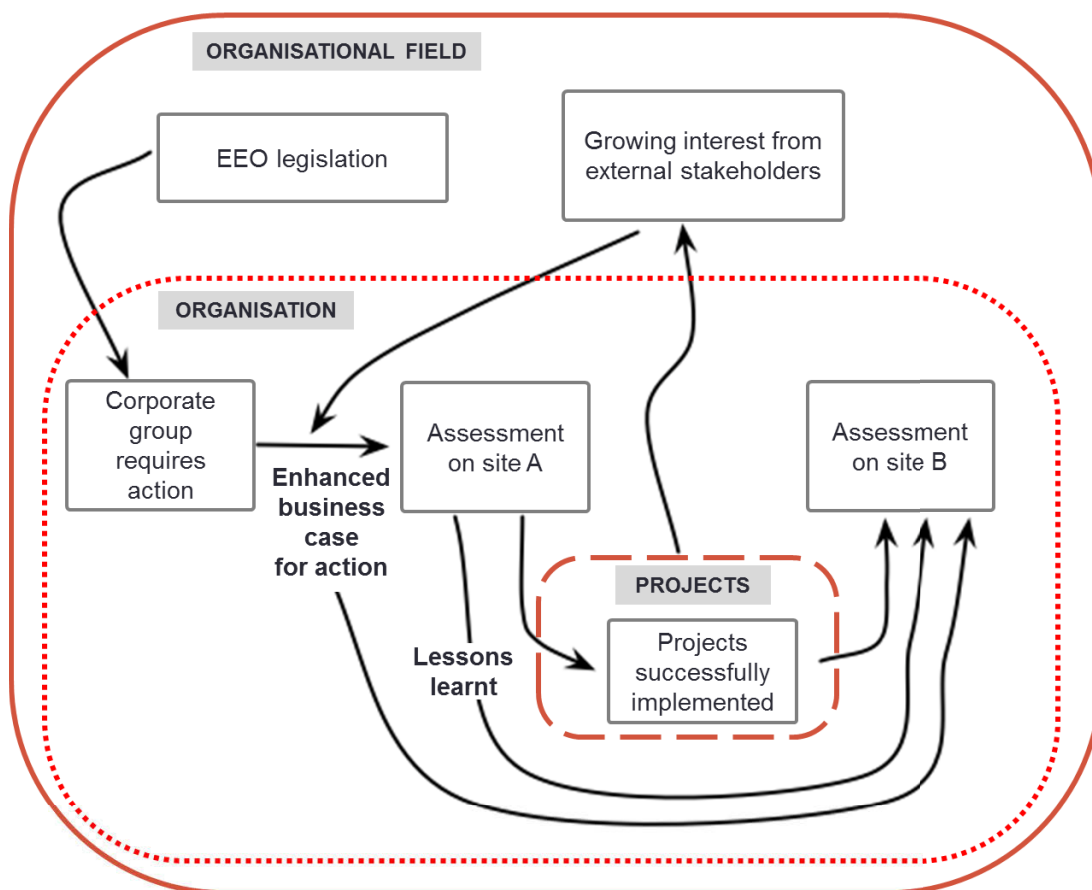 ORGANISATIONAL FIELD
EEO legislation
Growing interest from
external stakeholders
ORGANISATION
Corporate
group
requires
action
Enhanced
business
case
for action
Assessment
on site A
Assessment
on site B
Lessons
learnt
PROJECTS
Projects
successfully
implemented